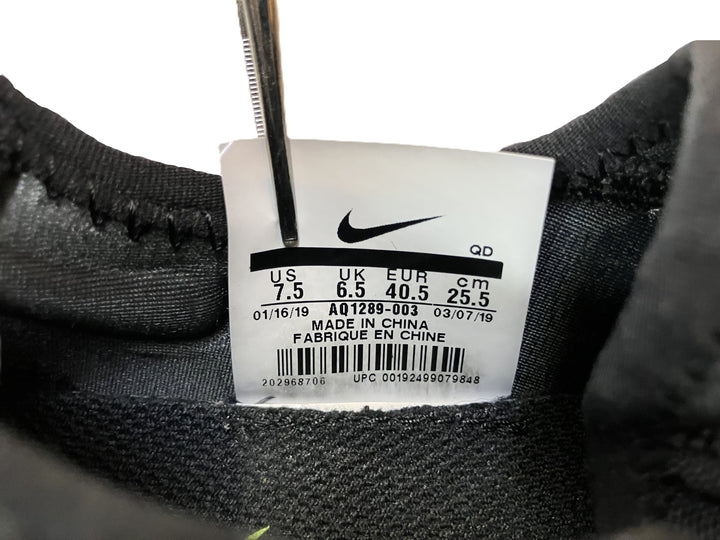 QD
US UK EUR cm
7.5 6.5 40.5 25.5
01/16/19 AQ1289-003 03/07/19
MADE IN CHINA
FABRIQUE EN CHINE
202968706 UPC 00192499079848